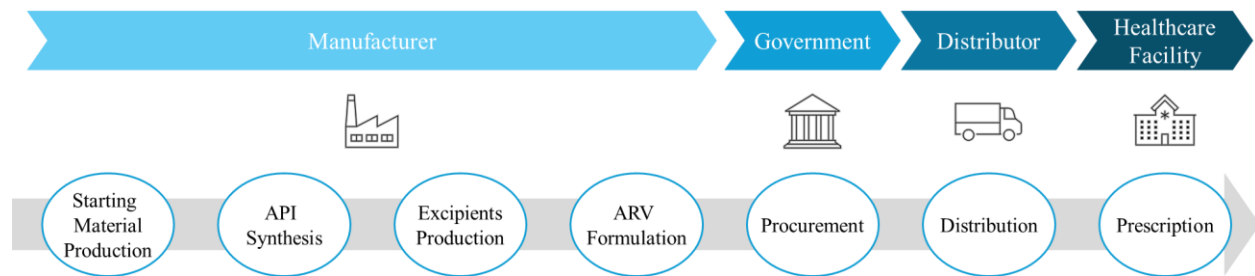 Manufacturer
Government
Distributor
Healthcare
Facility
Starting
Material
Production
API
Synthesis
Excipients
Production
ARV
Formulation
Procurement
Distribution
Prescription